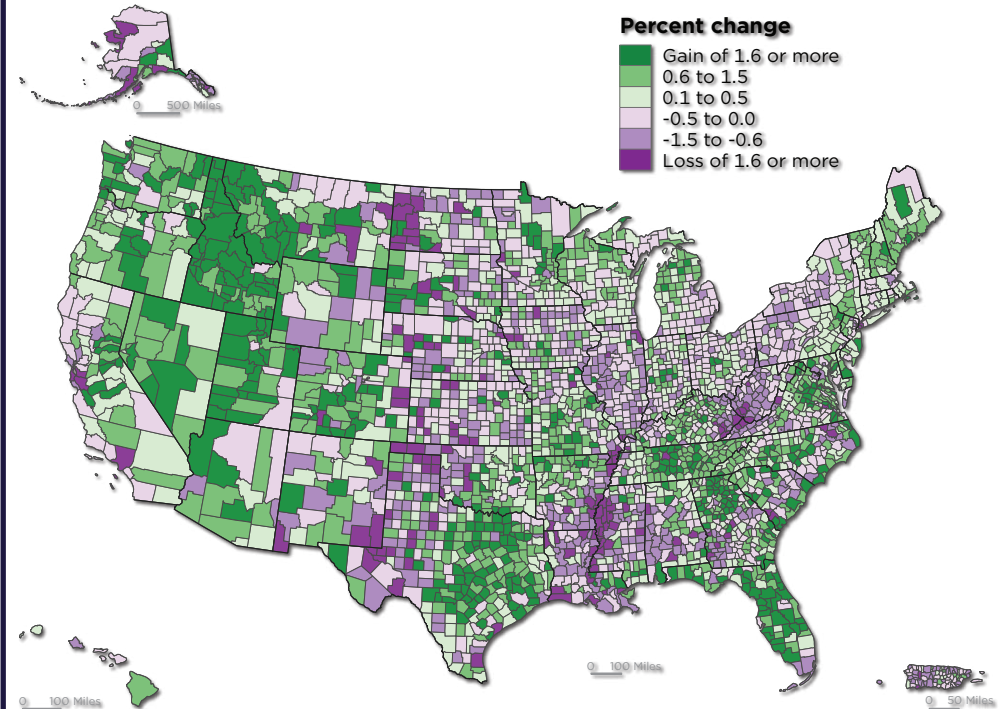 Percent change
Gain of 1.6 or more
0.6 to 1.5
0.1 to 0.5
-0.5 to 0.0
-1.5 to -0.6
Loss of 1.6 or more
0 500 Miles
0 100 Miles
0 100 Miles
0 50 Miles